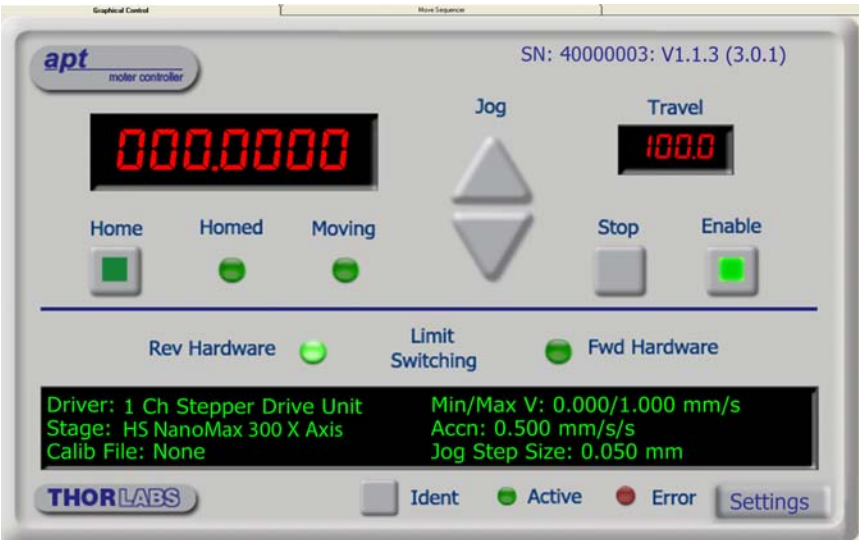 Graphical Control
Move Sequencer
apt
moter controller
SN: 40000003: V1.1.3 (3.0.1)
Jog
Travel
000.0000
100.0
Home
Homed
Moving
Stop
Enable
Rev Hardware
Limit
Switching
Fwd Hardware
Driver: 1 Ch Stepper Drive Unit
Min/Max V: 0.000/1.000 mm/s
Stage: HS NanoMax 300 X Axis
Accn: 0.500 mm/s/s
Calib File: None
Jog Step Size: 0.050 mm
THORLABS
Ident
Active
Error
Settings